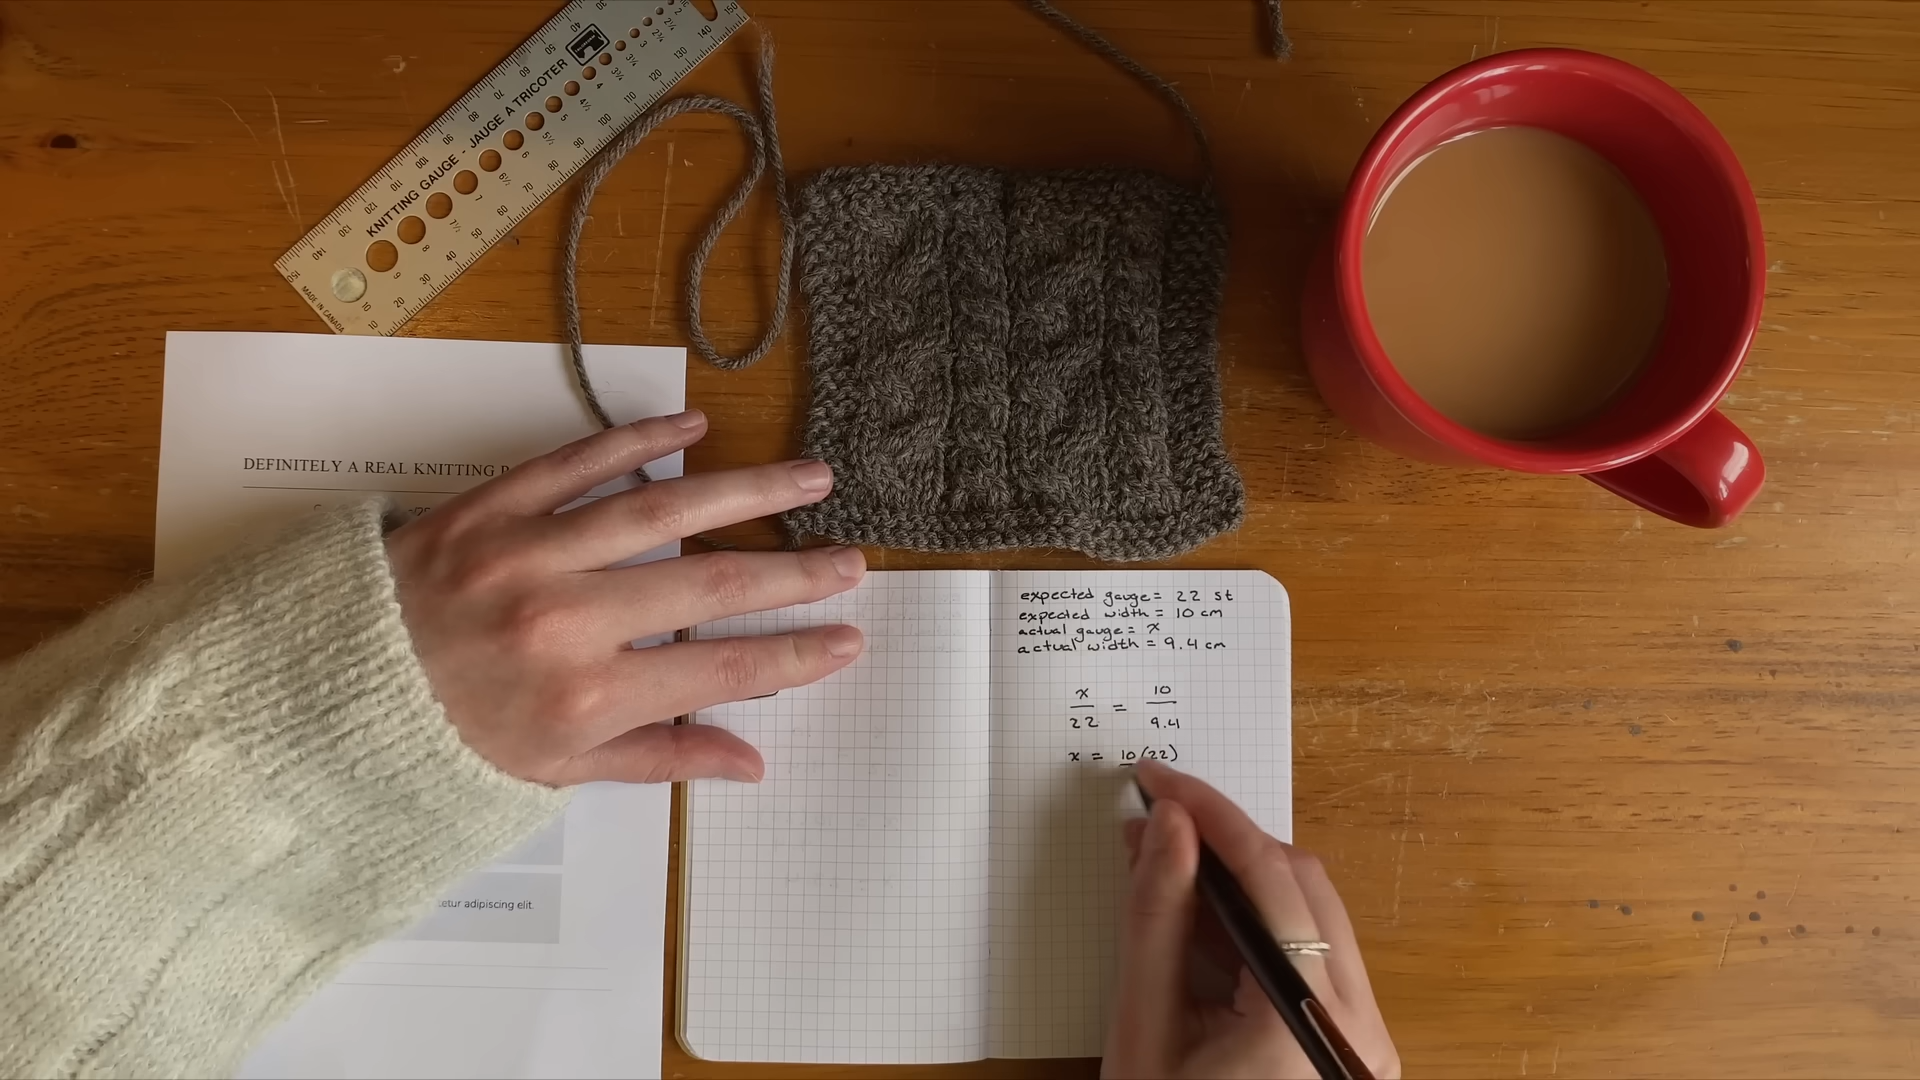 KNITTING GAUGE - JAUGE A TRICOTER
MADE IN CANADA
DEFINITELY A REAL KNITTING
adipiscing elit.
expected gauge = 22 st
expected width = 10 cm
actual gauge = x
actual width = 9.4 cm
x/22 = 10/9.4
x = 10(22)